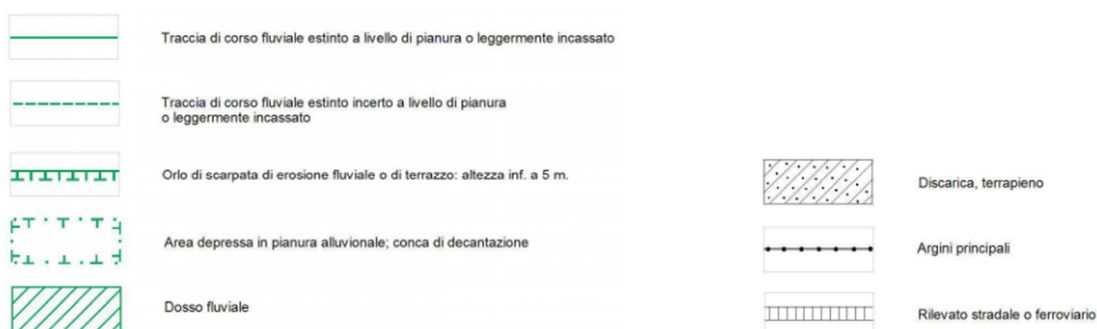 Traccia di corso fluviale estinto a livello di pianura o leggermente incassato
Traccia di corso fluviale estinto incerto a livello di pianura
o leggermente incassato
Orlo di scarpata di erosione fluviale o di terrazzo: altezza inf. a 5 m.
Area depressa in pianura alluvionale; conca di decantazione
Dosso fluviale
Discarica, terrapieno
Argini principali
Rilevato stradale o ferroviario